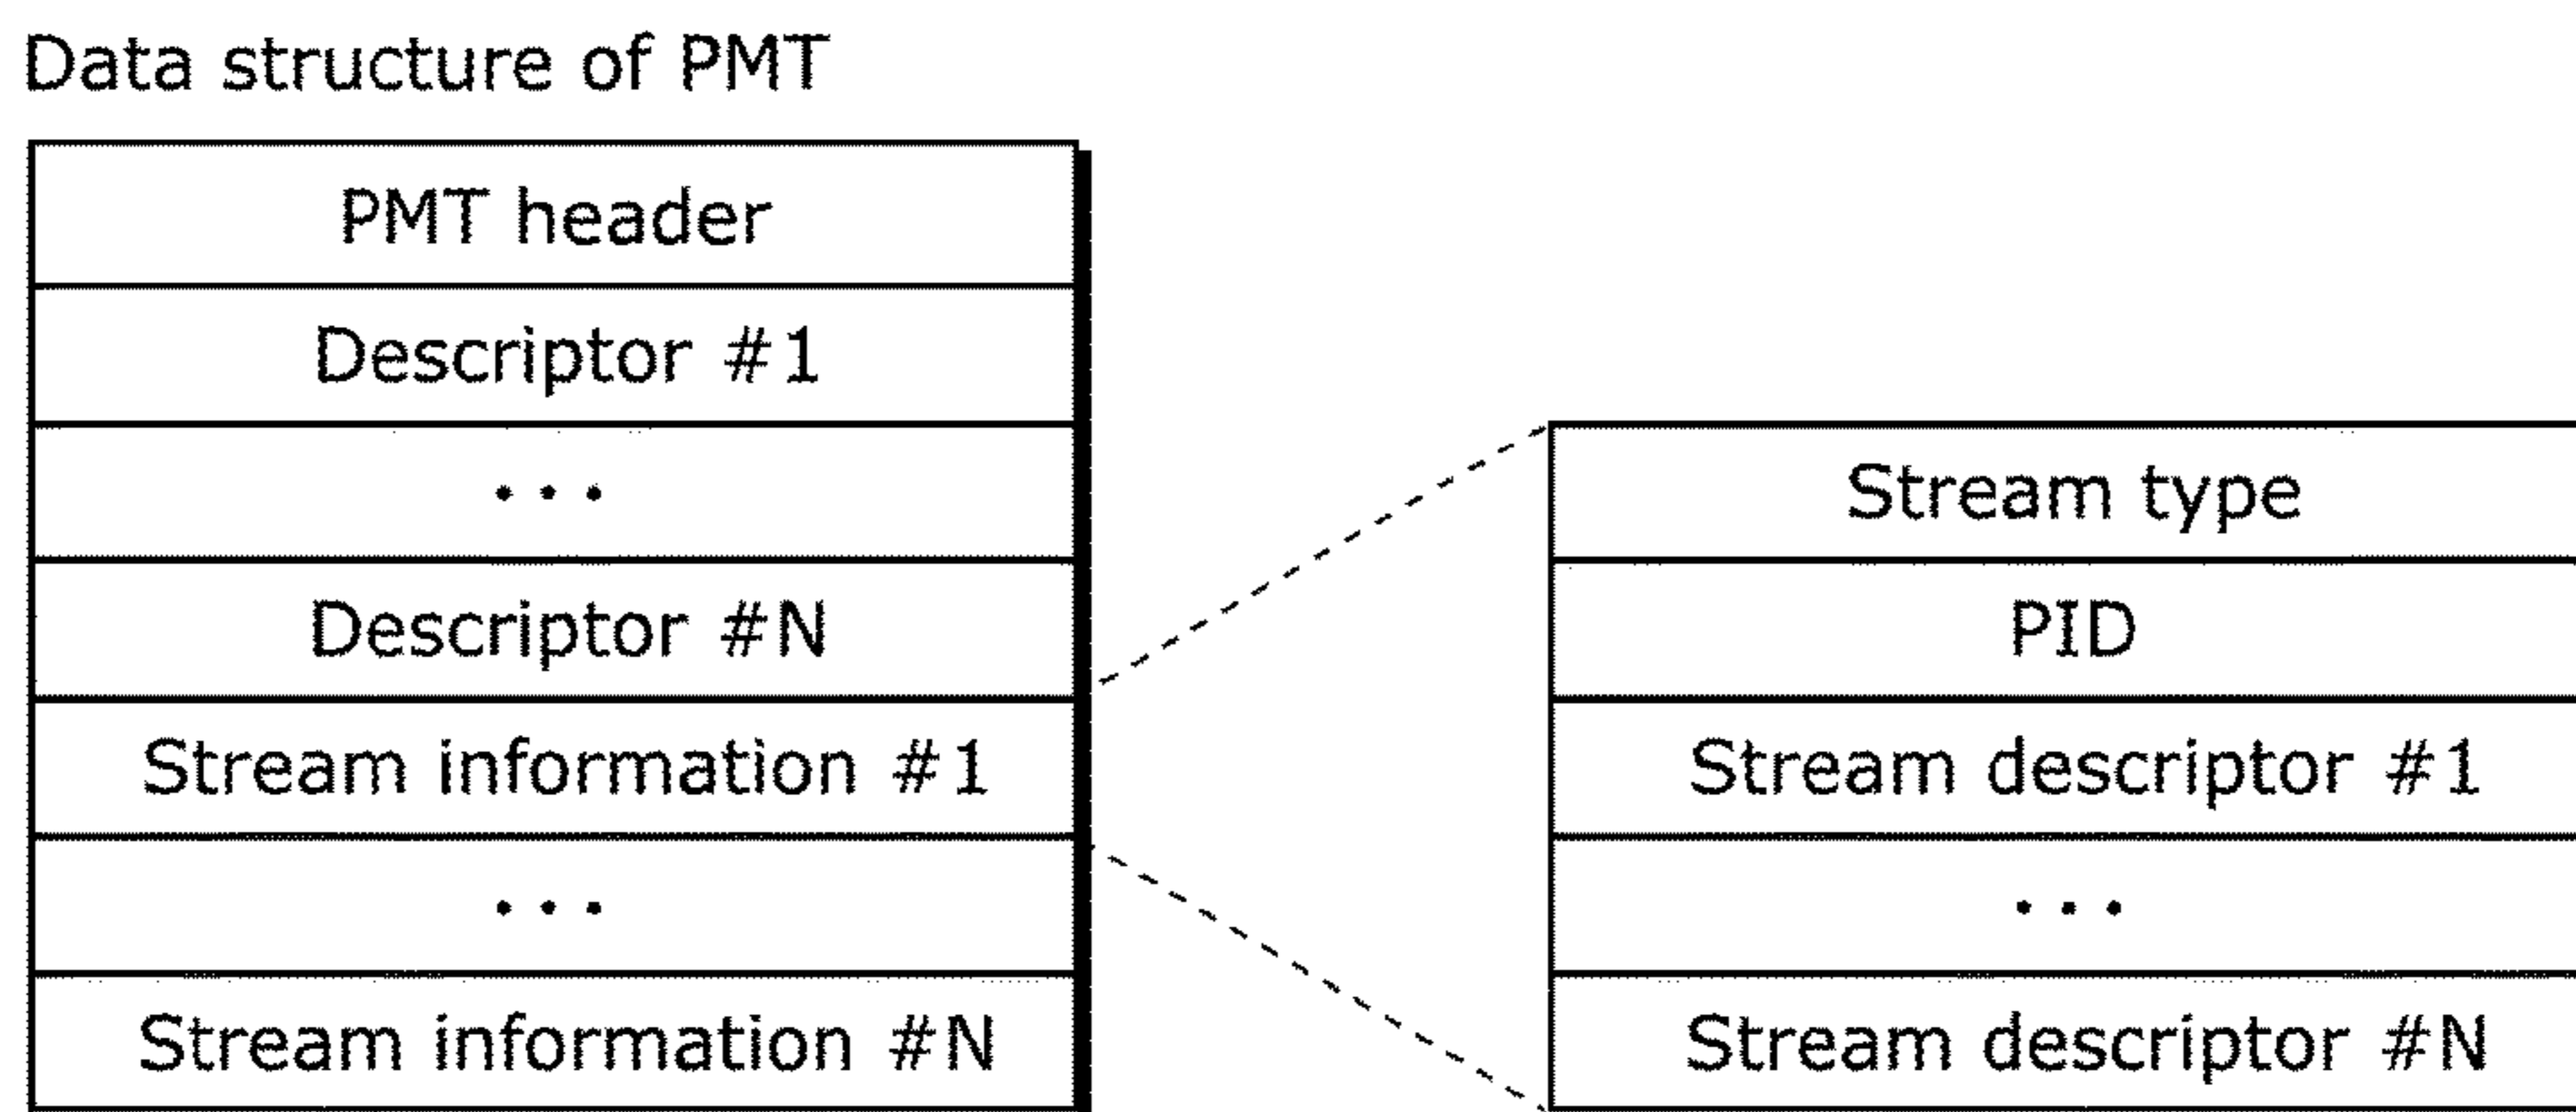 Data structure of PMT
PMT header
Descriptor #1
...
Descriptor #N
Stream information #1
...
Stream information #N
Stream type
PID
Stream descriptor #1
...
Stream descriptor #N